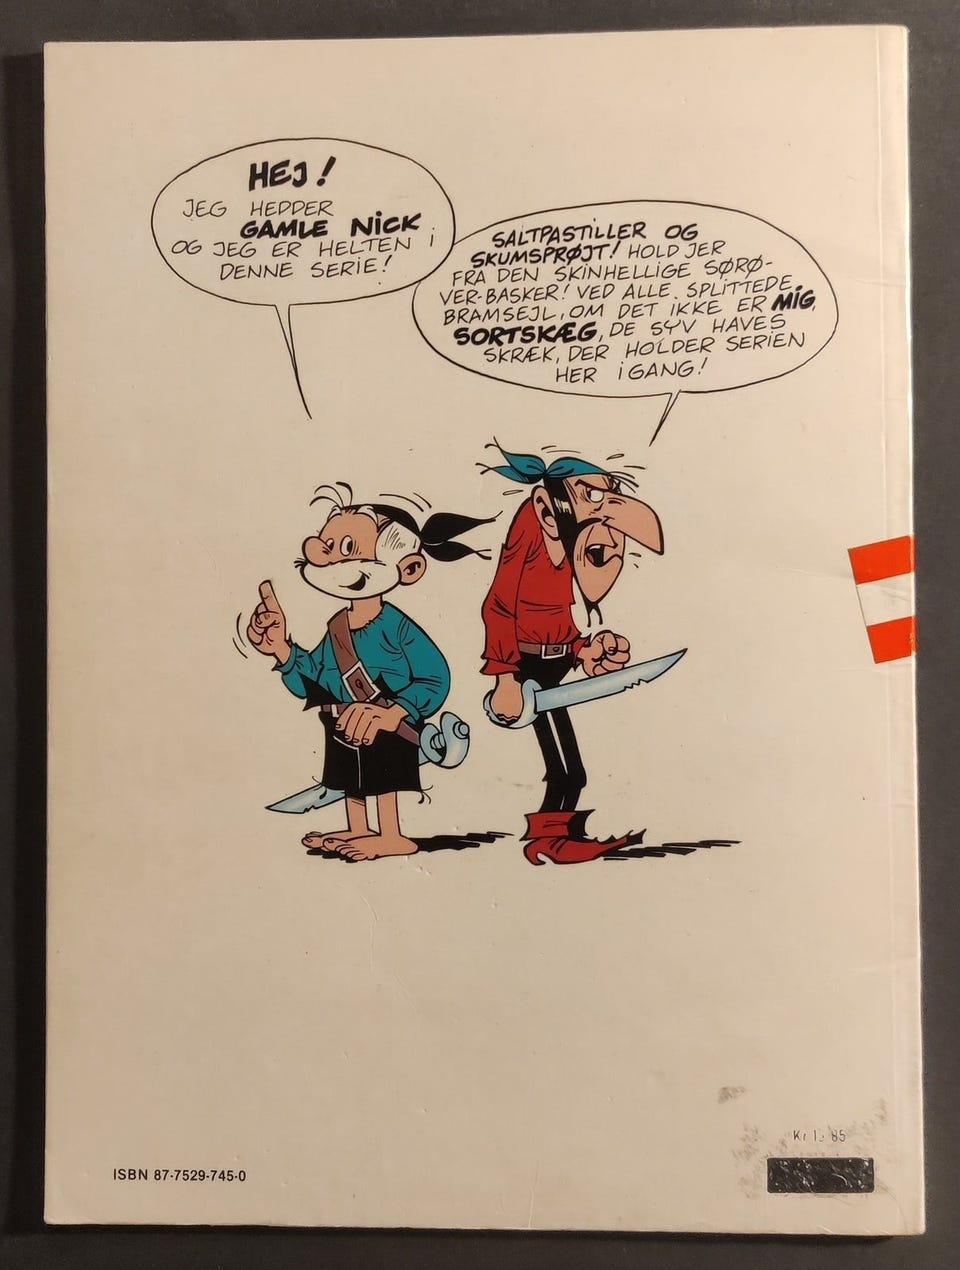 HEJ!
JEG HEDDER
GAMLE NICK
OG JEG ER HELTEN i
DENNE SERIE!
SALTPASTILLER OG
SKUMSPRØJT! HOLD JER
FRA DEN SKINHELLIGE SØRØ-
VER-BASKER! VED ALLE SPLITTEDE
BRAMSEJL, OM DET IKKE ER MIG,
SORTSKÆG, DE SYV HAVES
SKRÆK, DER HOLDER SERIEN
HER i GANG!
Kr 85
ISBN 87-7529-745-0